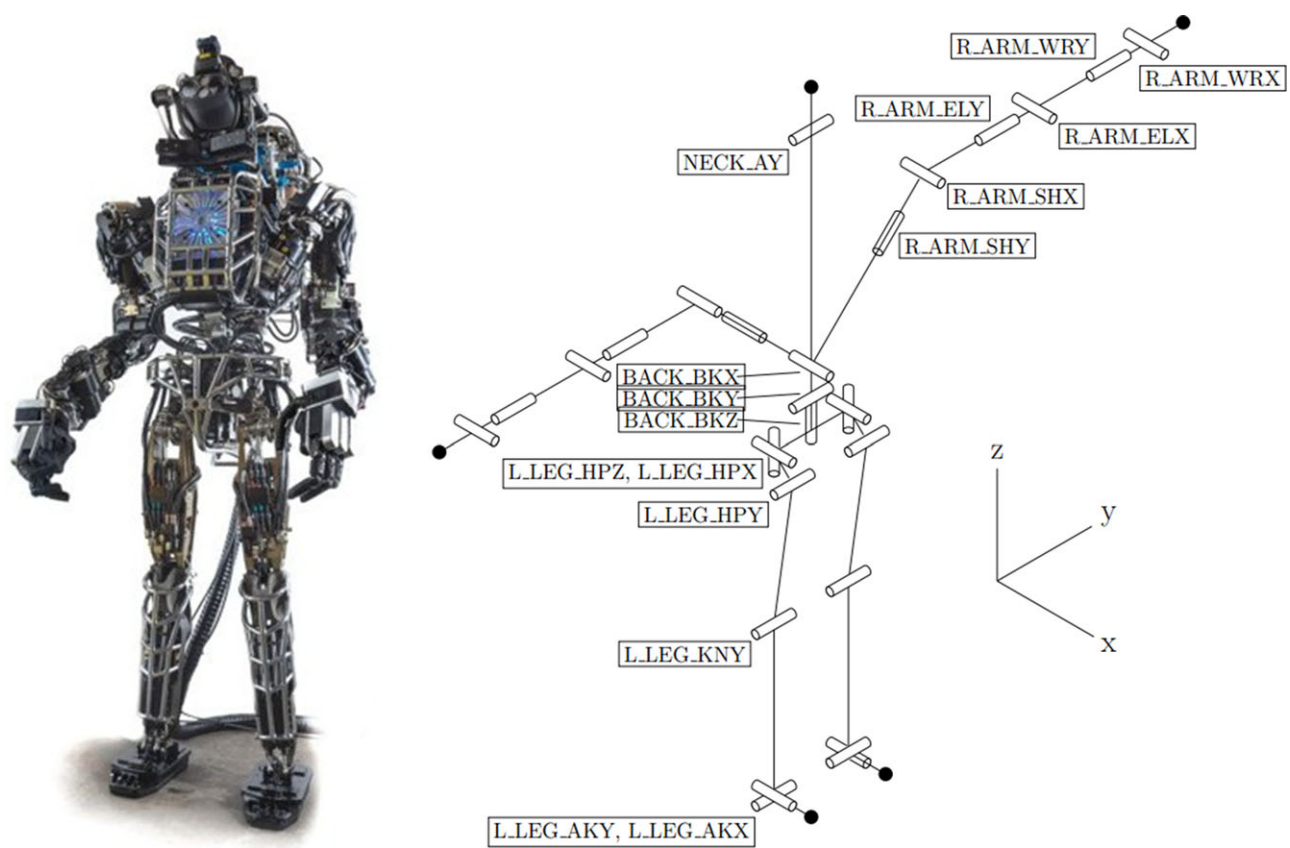 R_ARM_WRY
R_ARM_WRX
R_ARM_ELY
R_ARM_ELX
NECK_AY
R_ARM_SHX
R_ARM_SHY
BACK_BKX
BACK_BKY
BACK_BKZ
L_LEG_HPZ, L_LEG_HPX
L_LEG_HPY
z
y
x
L_LEG_KNY
L_LEG_AKY, L_LEG_AKX